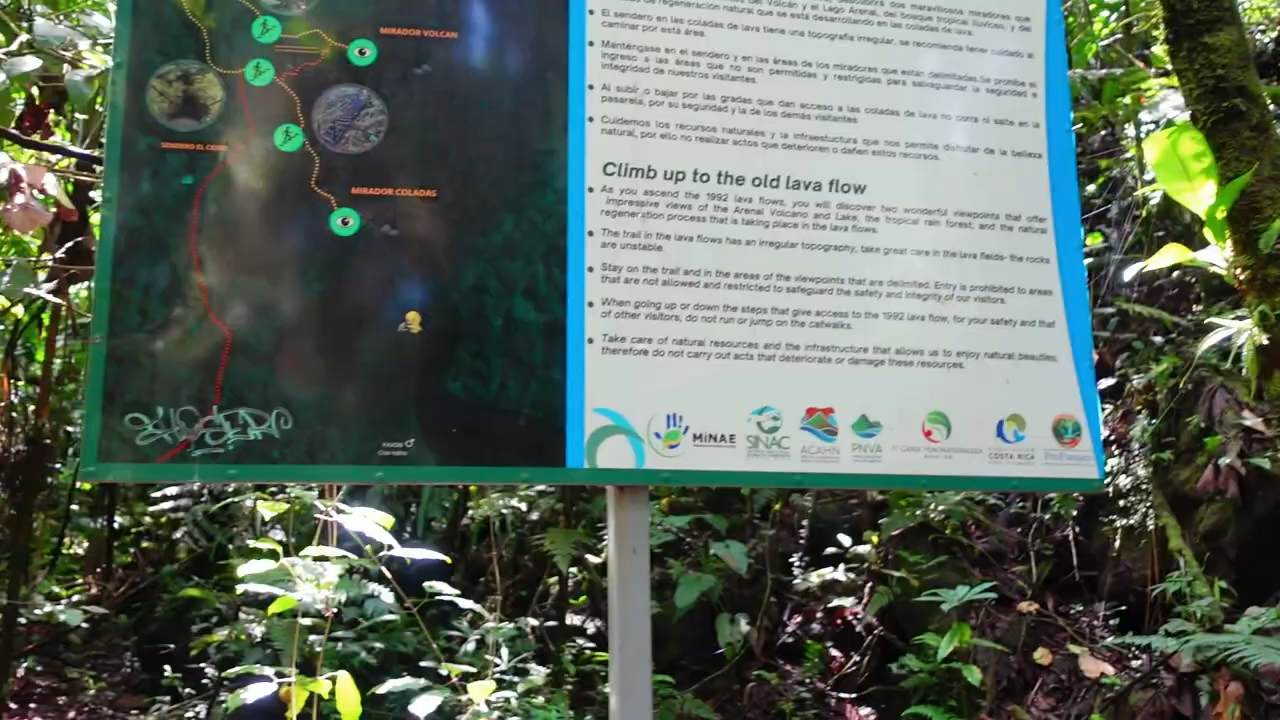 MIRADOR VOLCAN
MIRADOR COLADAS
del Volcán y el Lago Arenal, del bosque tropical lluvioso, y del
de regeneración natural que se está desarrollando en las coladas de lava.
El sendero en las coladas de lava tiene una topografía irregular, se recomienda tener cuidado al
caminar por está área.
Manténgase en el sendero y en las áreas de los miradores que están delimitadas.Se prohíbe el
ingreso a las áreas que no son permitidas y restrigidas para salvaguardar la seguridad e
integridad de nuestros visitantes.
Al subir o bajar por las gradas que dan acceso a las coladas de lava no corra ni salte en la
pasarela, por su seguridad y la de los demás visitantes
Cuidemos los recursos naturales y la infraestuctura que nos permite disfrutar de la belleza
natural, por ello no realizar actos que deterioren o dañen estos recursos.
Climb up to the old lava flow
As you ascend the 1992 lava flows, you will discover two wonderful viewpoints that offer
impressive views of the Arenal Volcano and Lake, the tropical rain forest, and the natural
regeneration process that is taking place in the lava flows.
The trail in the lava flows has an irregular topography, take great care in the lava fields- the rocks
are unstable.
Stay on the trail and in the areas of the viewpoints that are delimited. Entry is prohibited to areas
that are not allowed and restricted to safeguard the safety and integrity of our visitors.
When going up or down the steps that give access to the 1992 lava flow, for your safety and that
of other visitors, do not run or jump on the catwalks.
Take care of natural resources and the infrastructure that allows us to enjoy natural beauties,
therefore do not carry out acts that deteriorate or damage these resources.
MiNAE
SINAC
ACAHN
PNVA
COSTA RICA